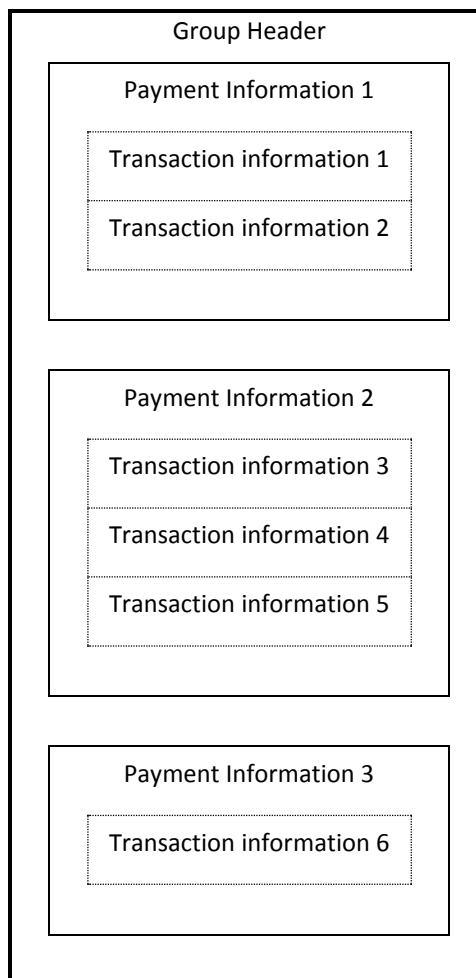 Group Header
Payment Information 1
Transaction information 1
Transaction information 2
Payment Information 2
Transaction information 3
Transaction information 4
Transaction information 5
Payment Information 3
Transaction information 6